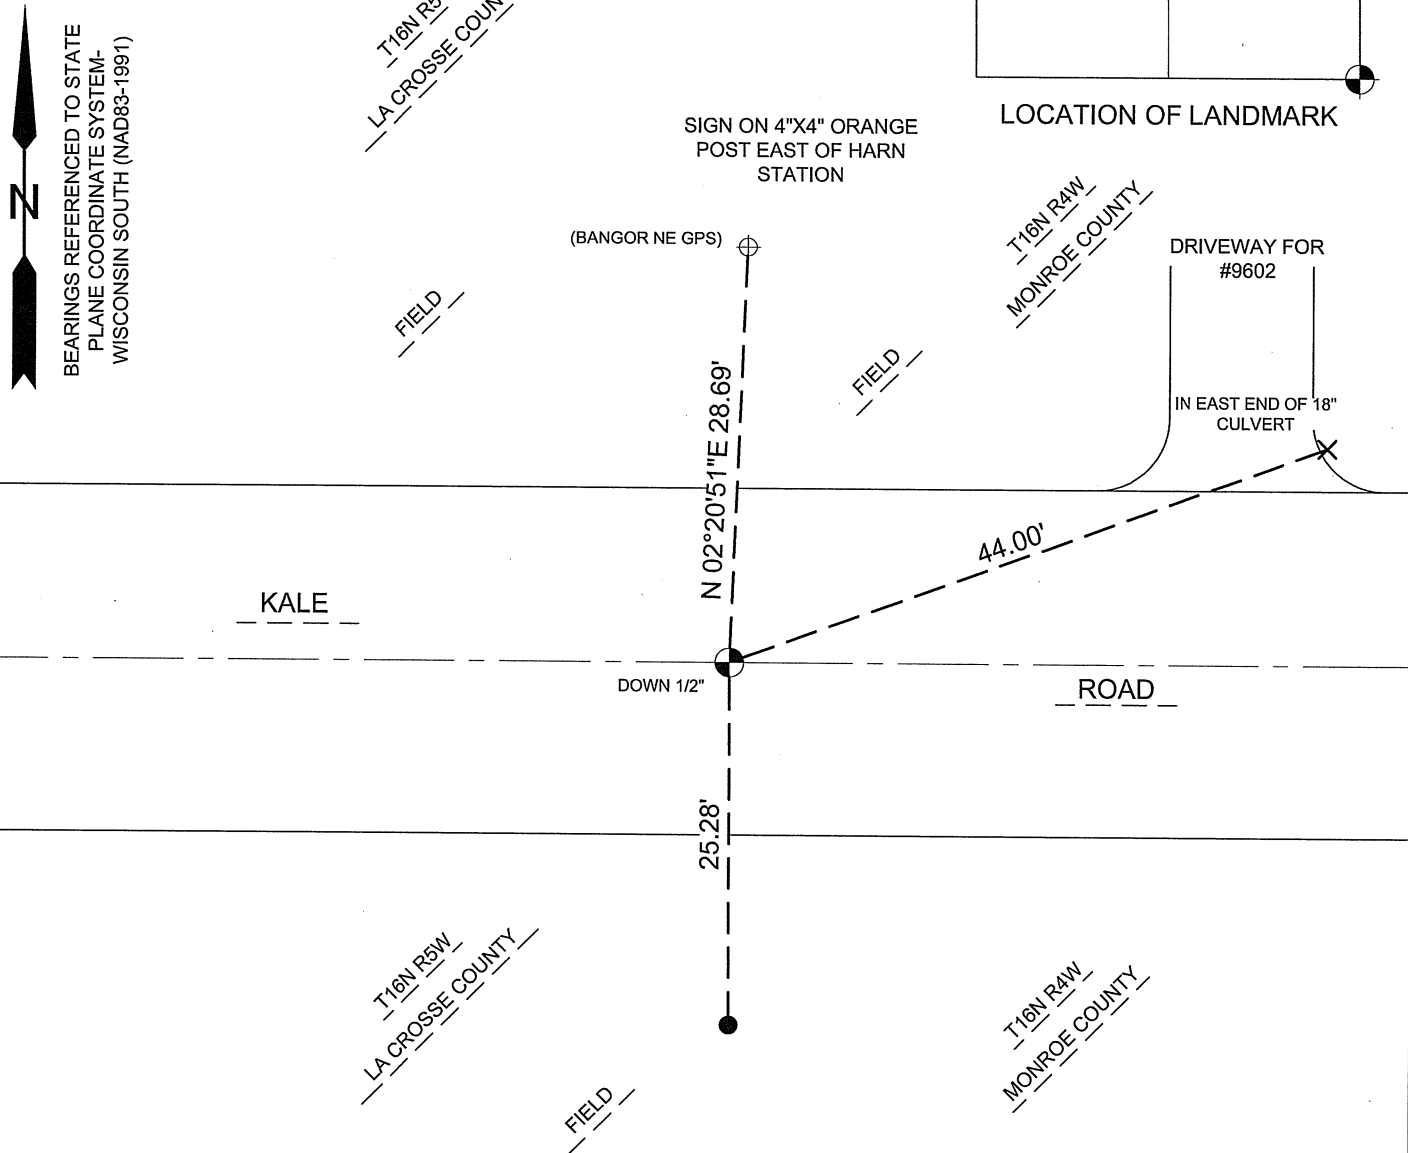 BEARINGS REFERENCED TO STATE
PLANE COORDINATE SYSTEM-
WISCONSIN SOUTH (NAD83-1991)
N
T16N
LA CROSSE
LOCATION OF LANDMARK
SIGN ON 4"X4" ORANGE
POST EAST OF HARN
STATION
(BANGOR NE GPS)
T16N R4W
MONROE COUNTY
DRIVEWAY FOR
#9602
FIELD
FIELD
IN EAST END OF 18"
CULVERT
N 02°20'51"E 28.69'
44.00'
KALE
DOWN 1/2"
ROAD
25.28'
T16N R5W
LA CROSSE COUNTY
T16N R4W
MONROE COUNTY
FIELD